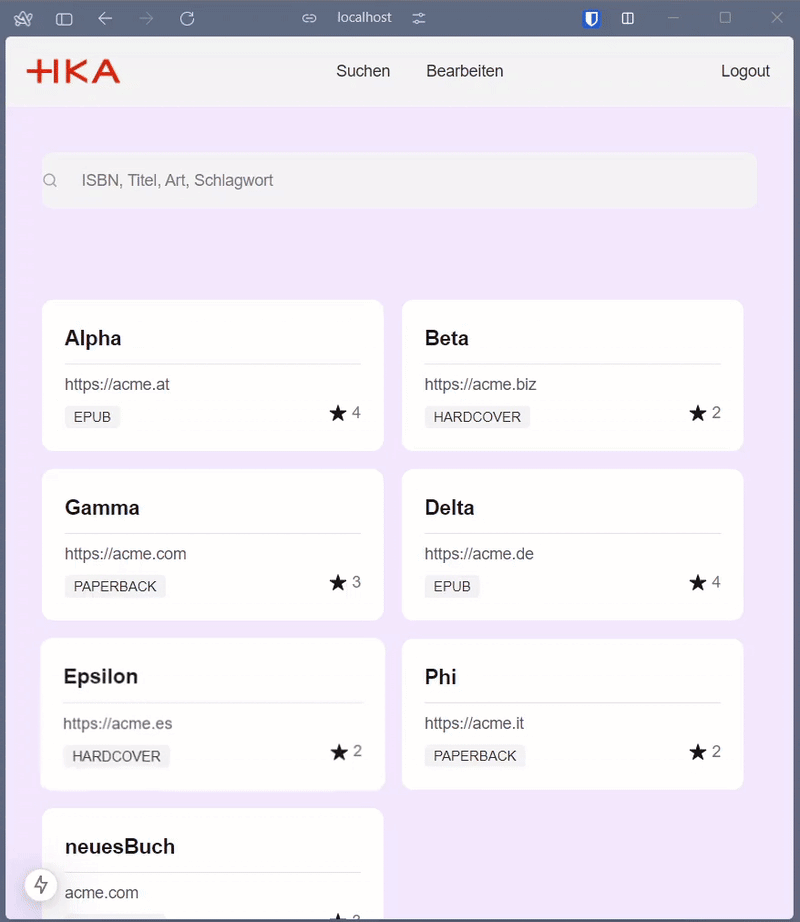 localhost
HKA
Suchen Bearbeiten Logout
ISBN, Titel, Art, Schlagwort
Alpha
https://acme.at
EPUB
4
Beta
https://acme.biz
HARDCOVER
2
Gamma
https://acme.com
PAPERBACK
3
Delta
https://acme.de
EPUB
4
Epsilon
https://acme.es
HARDCOVER
2
Phi
https://acme.it
PAPERBACK
2
neuesBuch
acme.com